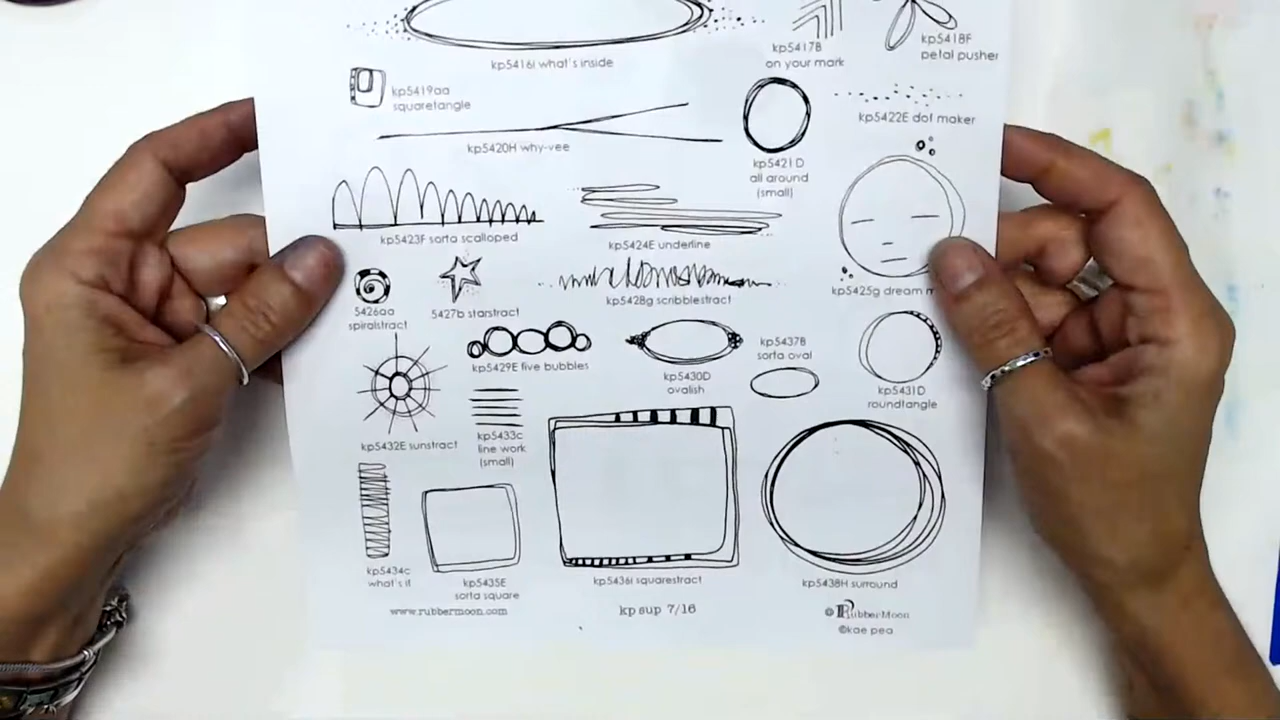 kp5416I what's inside
kp5417B
on your mark
kp5418F
petal pusher
kp5419aa
squaretangle
kp5420H why-vee
kp5421D
all around
(small)
kp5422E dot maker
kp5423F sorta scalloped
kp5424E underline
kp5425g dream
5426aa
spiralstract
5427b starstract
kp5428g scribblestract
kp5429E five bubbles
kp5430D
ovalish
kp5437B
sorta oval
kp5431D
roundtangle
kp5432E sunstract
kp5433c
line work
(small)
kp5434c
what's it
kp5435E
sorta square
kp5436I squarestract
kp5438H surround
www.rubbermoon.com
kp sup 7/16
© RubberMoon
©kae pea